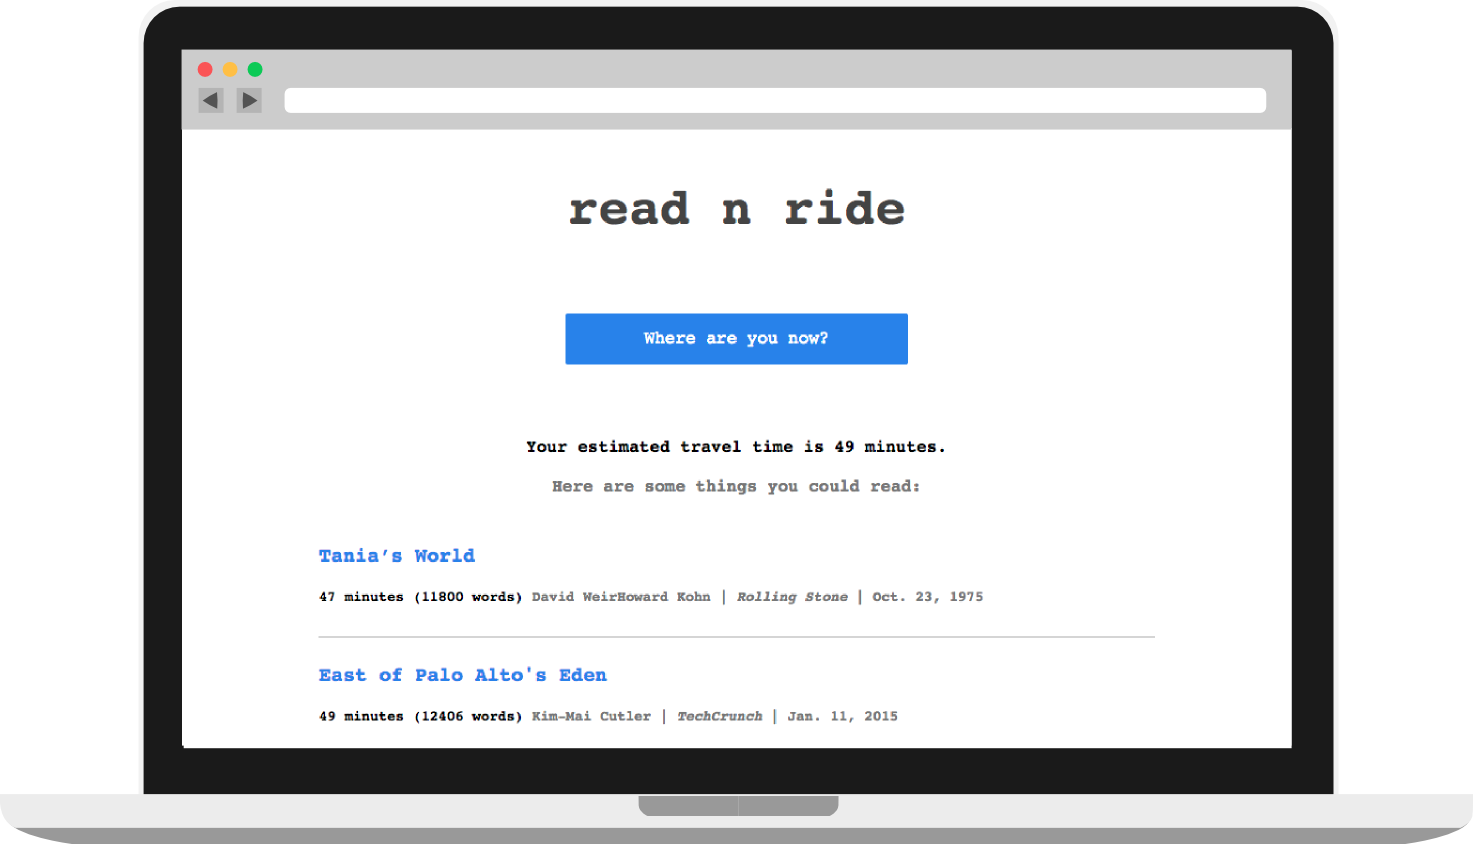 read n ride
Where are you now?
Your estimated travel time is 49 minutes.
Here are some things you could read:
Tania’s World
47 minutes (11800 words) David WeirHoward Kohn | Rolling Stone | Oct. 23, 1975
East of Palo Alto's Eden
49 minutes (12406 words) Kim-Mai Cutler | TechCrunch | Jan. 11, 2015